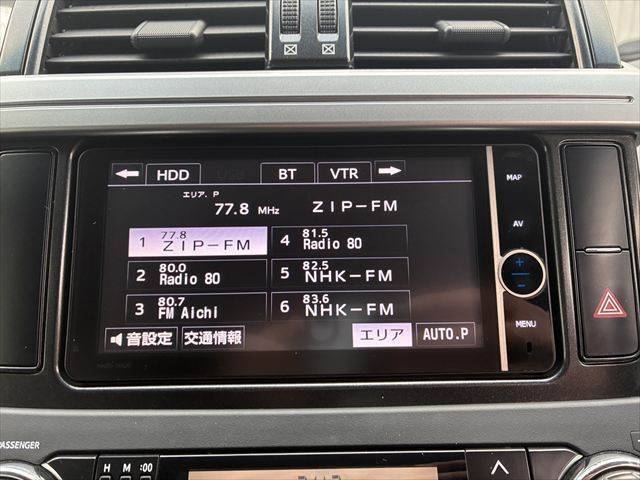 HDD BT VTR
エリア. P
77.8 MHz ZIP-FM
1 77.8 ZIP-FM
4 81.5 Radio 80
2 80.0 Radio 80
5 82.5 NHK-FM
3 80.7 FM Aichi
6 83.6 NHK-FM
音設定 交通情報 エリア AUTO.P
MAP
AV
+
−
MENU
PASSENGER
H M :00